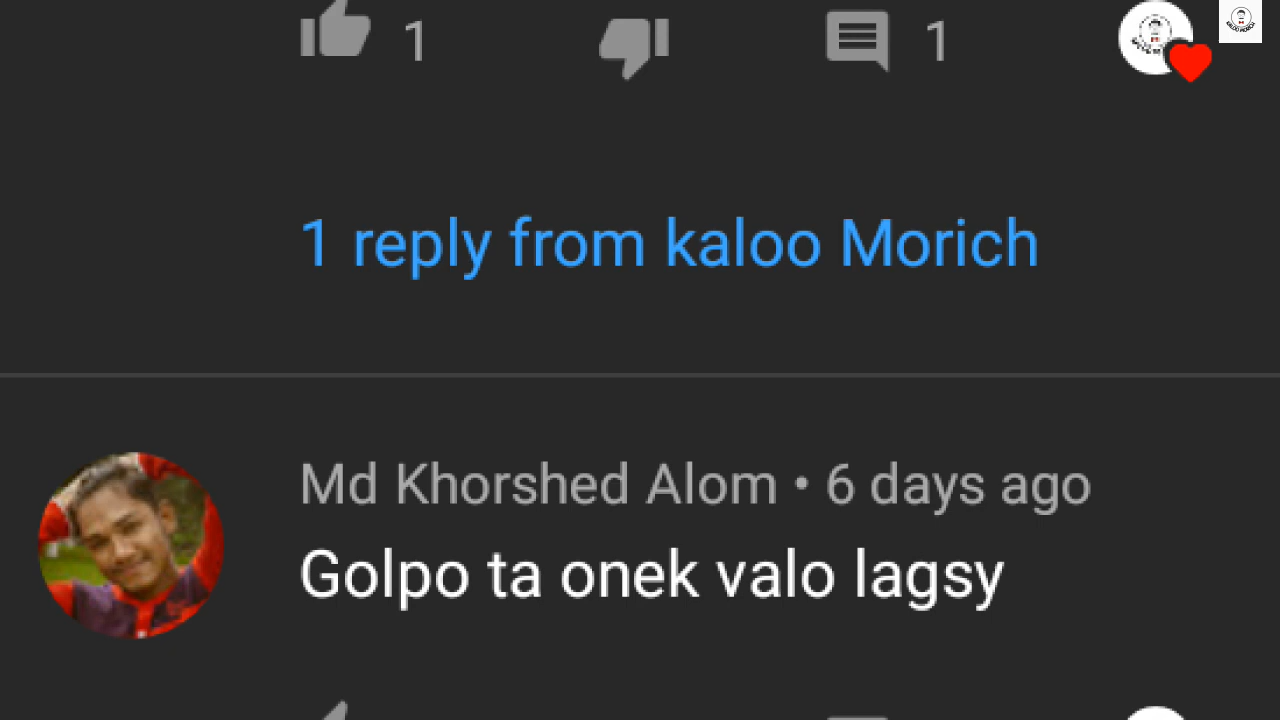 1 1
1 reply from kaloo Morich
Md Khorshed Alom • 6 days ago
Golpo ta onek valo lagsy